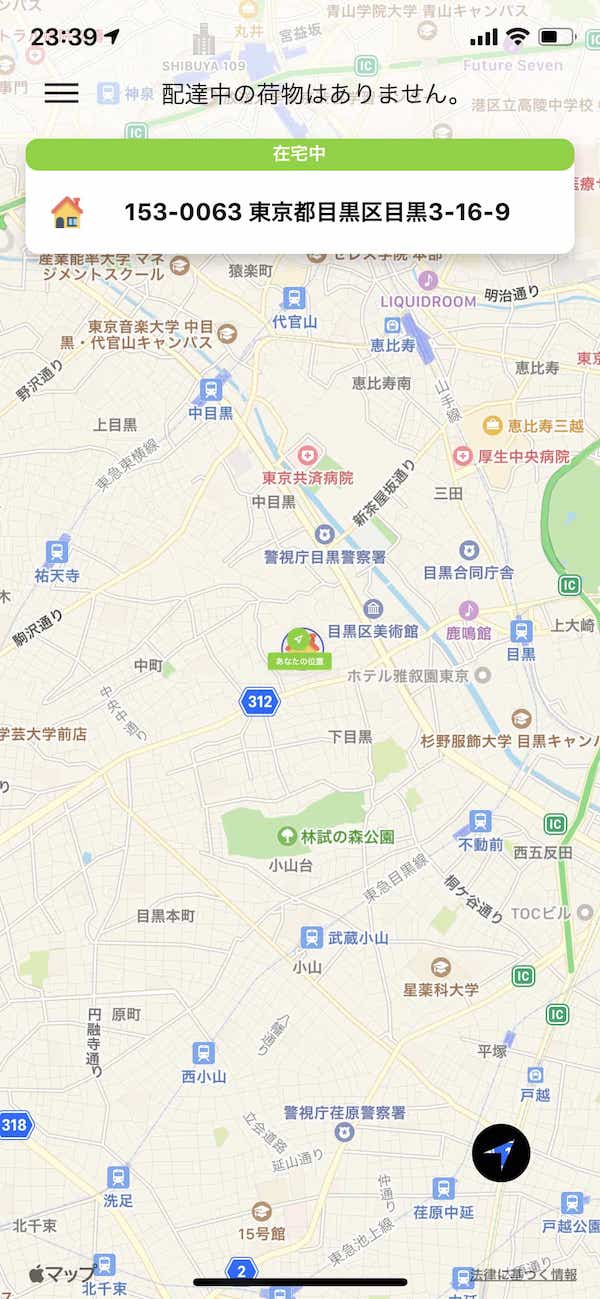 青山学院大学 青山キャンパス
23:39
丸井
宮益坂
SHIBUYA 109
IC
Future Seven
神泉
配達中の荷物はありません。
港区立高陵中学校
IC
在宅中
153-0063 東京都目黒区目黒3-16-9
産業能率大学 マネ
ジメントスクール
猿楽町
LIQUIDROOM
明治通り
東京音楽大学 中目
黒・代官山キャンパス
代官山
恵比寿
野沢通り
中目黒
恵比寿南
恵比寿
山手線
上目黒
恵比寿三越
東急東横線
東京共済病院
厚生中央病院
中目黒
新茶屋坂通り
三田
祐天寺
警視庁目黒警察署
目黒合同庁舎
IC
駒沢通り
目黒区美術館
鹿鳴館
目黒
上大崎
あなたの位置
中町
ホテル雅叙園東京
312
中央中通り
学芸大学前店
下目黒
杉野服飾大学 目黒キャン
林試の森公園
不動前
IC
西五反田
小山台
東急目黒線
桐ケ谷通り
TOCビル
目黒本町
武蔵小山
小山
星薬科大学
IC
円融寺通り
原町
八幡通り
IC
西小山
平塚
戸越
318
警視庁荏原警察署
立会道路
延山通り
洗足
仲通り
荏原中延
戸越公園
北千束
15号館
東急池上線
マップ
北千束
2
法律に基づく情報